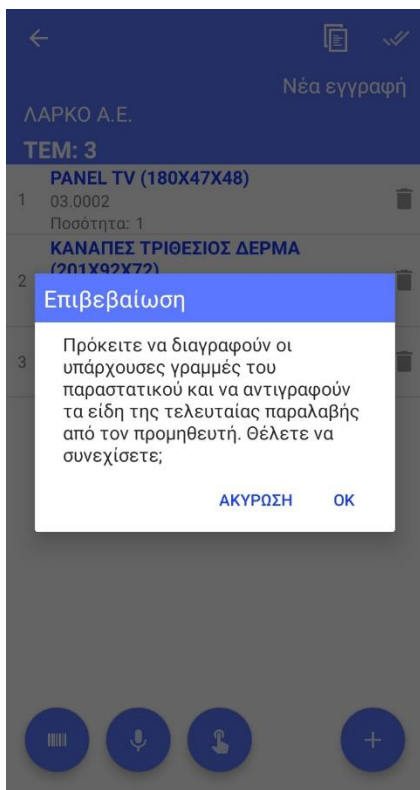 Νέα εγγραφή
ΛΑΡΚΟ Α.Ε.
ΤΕΜ: 3
PANEL TV (180X47X48)
1 03.0002
Ποσότητα: 1
ΚΑΝΑΠΕΣ ΤΡΙΘΕΣΙΟΣ ΔΕΡΜΑ
(201X92X72)
2
Επιβεβαίωση
3
Πρόκειτε να διαγραφούν οι
υπάρχουσες γραμμές του
παραστατικού και να αντιγραφούν
τα είδη της τελευταίας παραλαβής
από τον προμηθευτή. Θέλετε να
συνεχίσετε;
ΑΚΥΡΩΣΗ OK